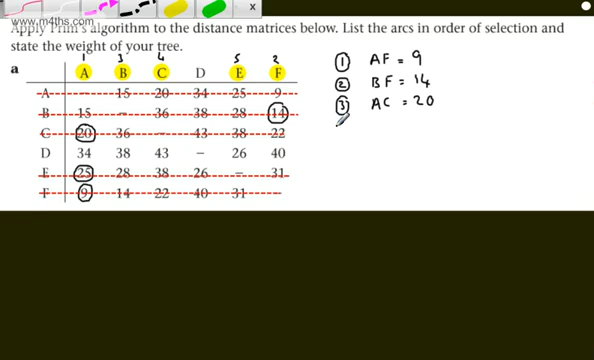 www.m4ths.com
Apply Prim's algorithm to the distance matrices below. List the arcs in order of selection and
state the weight of your tree.
a
1 3 4 5 2
A B C D E F
A - 15 20 34 25 9
B 15 - 36 38 28 14
C 20 36 - 43 38 22
D 34 38 43 - 26 40
E 25 28 38 26 - 31
F 9 14 22 40 31 -
1 AF = 9
2 BF = 14
3 AC = 20
x